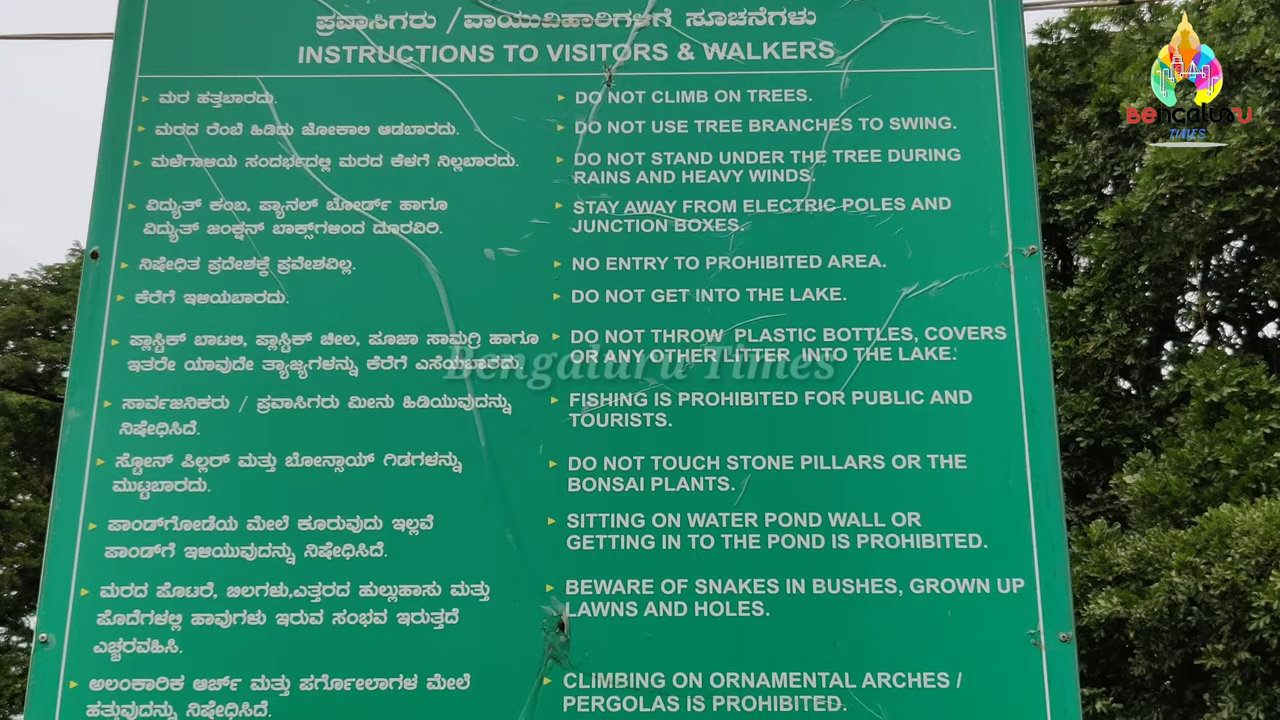 ಪ್ರವಾಸಿಗರು / ವಾಯುವಿಹಾರಿಗಳಿಗೆ ಸೂಚನೆಗಳು
INSTRUCTIONS TO VISITORS & WALKERS
ಮರ ಹತ್ತಬಾರದು.
ಮರದ ರೆಂಬೆ ಹಿಡಿದು ಜೋಕಾಲಿ ಆಡಬಾರದು.
ಮಳೆಗಾಳಿಯ ಸಂದರ್ಭದಲ್ಲಿ ಮರದ ಕೆಳಗೆ ನಿಲ್ಲಬಾರದು.
ವಿದ್ಯುತ್ ಕಂಬ, ಪ್ಯಾನಲ್ ಬೋರ್ಡ್ ಹಾಗೂ
ವಿದ್ಯುತ್ ಜಂಕ್ಷನ್ ಬಾಕ್ಸ್‌ಗಳಿಂದ ದೂರವಿರಿ.
ನಿಷೇಧಿತ ಪ್ರದೇಶಕ್ಕೆ ಪ್ರವೇಶವಿಲ್ಲ.
ಕೆರೆಗೆ ಇಳಿಯಬಾರದು.
ಪ್ಲಾಸ್ಟಿಕ್ ಬಾಟಲಿ, ಪ್ಲಾಸ್ಟಿಕ್ ಚೀಲ, ಪೂಜಾ ಸಾಮಗ್ರಿ ಹಾಗೂ
ಇತರೇ ಯಾವುದೇ ತ್ಯಾಜ್ಯಗಳನ್ನು ಕೆರೆಗೆ ಎಸೆಯಬಾರದು.
ಸಾರ್ವಜನಿಕರು / ಪ್ರವಾಸಿಗರು ಮೀನು ಹಿಡಿಯುವುದನ್ನು
ನಿಷೇಧಿಸಿದೆ.
ಸ್ಟೋನ್ ಪಿಲ್ಲರ್ ಮತ್ತು ಬೋನ್ಸಾಯ್ ಗಿಡಗಳನ್ನು
ಮುಟ್ಟಬಾರದು.
ಪಾಂಡ್‌ಗೋಡೆಯ ಮೇಲೆ ಕೂರುವುದು ಇಲ್ಲವೆ
ಪಾಂಡ್‌ಗೆ ಇಳಿಯುವುದನ್ನು ನಿಷೇಧಿಸಿದೆ.
ಮರದ ಪೊಟರೆ, ಬಿಲಗಳು,ಎತ್ತರದ ಹುಲ್ಲುಹಾಸು ಮತ್ತು
ಪೊದೆಗಳಲ್ಲಿ ಹಾವುಗಳು ಇರುವ ಸಂಭವ ಇರುತ್ತದೆ
ಎಚ್ಚರವಹಿಸಿ.
ಅಲಂಕಾರಿಕ ಆರ್ಚ್ ಮತ್ತು ಪರ್ಗೋಲಾಗಳ ಮೇಲೆ
ಹತ್ತುವುದನ್ನು ನಿಷೇಧಿಸಿದೆ.
DO NOT CLIMB ON TREES.
DO NOT USE TREE BRANCHES TO SWING.
DO NOT STAND UNDER THE TREE DURING
RAINS AND HEAVY WINDS.
STAY AWAY FROM ELECTRIC POLES AND
JUNCTION BOXES.
NO ENTRY TO PROHIBITED AREA.
DO NOT GET INTO THE LAKE.
DO NOT THROW PLASTIC BOTTLES, COVERS
OR ANY OTHER LITTER INTO THE LAKE.
FISHING IS PROHIBITED FOR PUBLIC AND
TOURISTS.
DO NOT TOUCH STONE PILLARS OR THE
BONSAI PLANTS.
SITTING ON WATER POND WALL OR
GETTING IN TO THE POND IS PROHIBITED.
BEWARE OF SNAKES IN BUSHES, GROWN UP
LAWNS AND HOLES.
CLIMBING ON ORNAMENTAL ARCHES /
PERGOLAS IS PROHIBITED.
Bengaluru Times
BENGALURU
TIMES